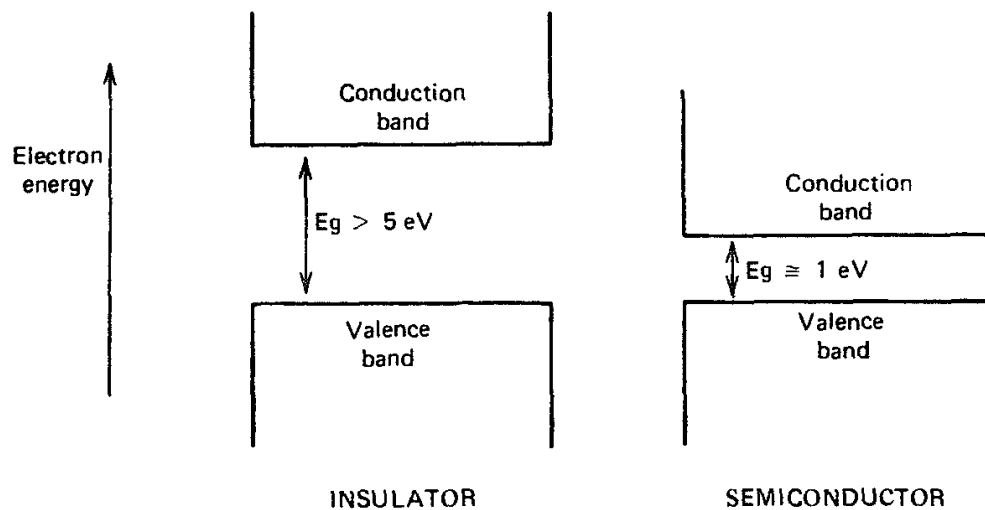 Electron
energy
Conduction
band
Eg > 5 eV
Valence
band
INSULATOR
Conduction
band
Eg ≅ 1 eV
Valence
band
SEMICONDUCTOR